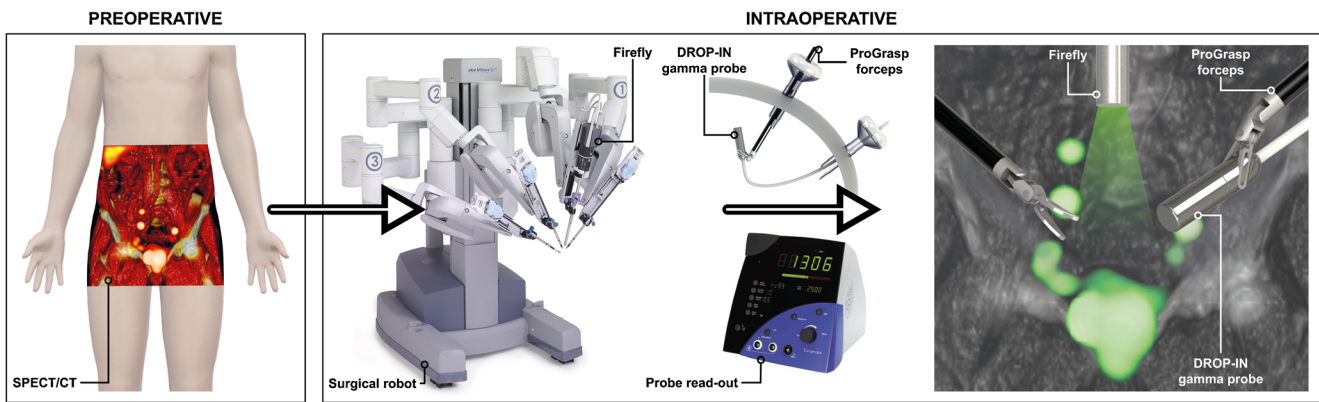 PREOPERATIVE
INTRAOPERATIVE
SPECT/CT
Firefly
2
1
3
Surgical robot
DROP-IN
gamma probe
ProGrasp
forceps
1306
2500
Probe read-out
Firefly
ProGrasp
forceps
DROP-IN
gamma probe